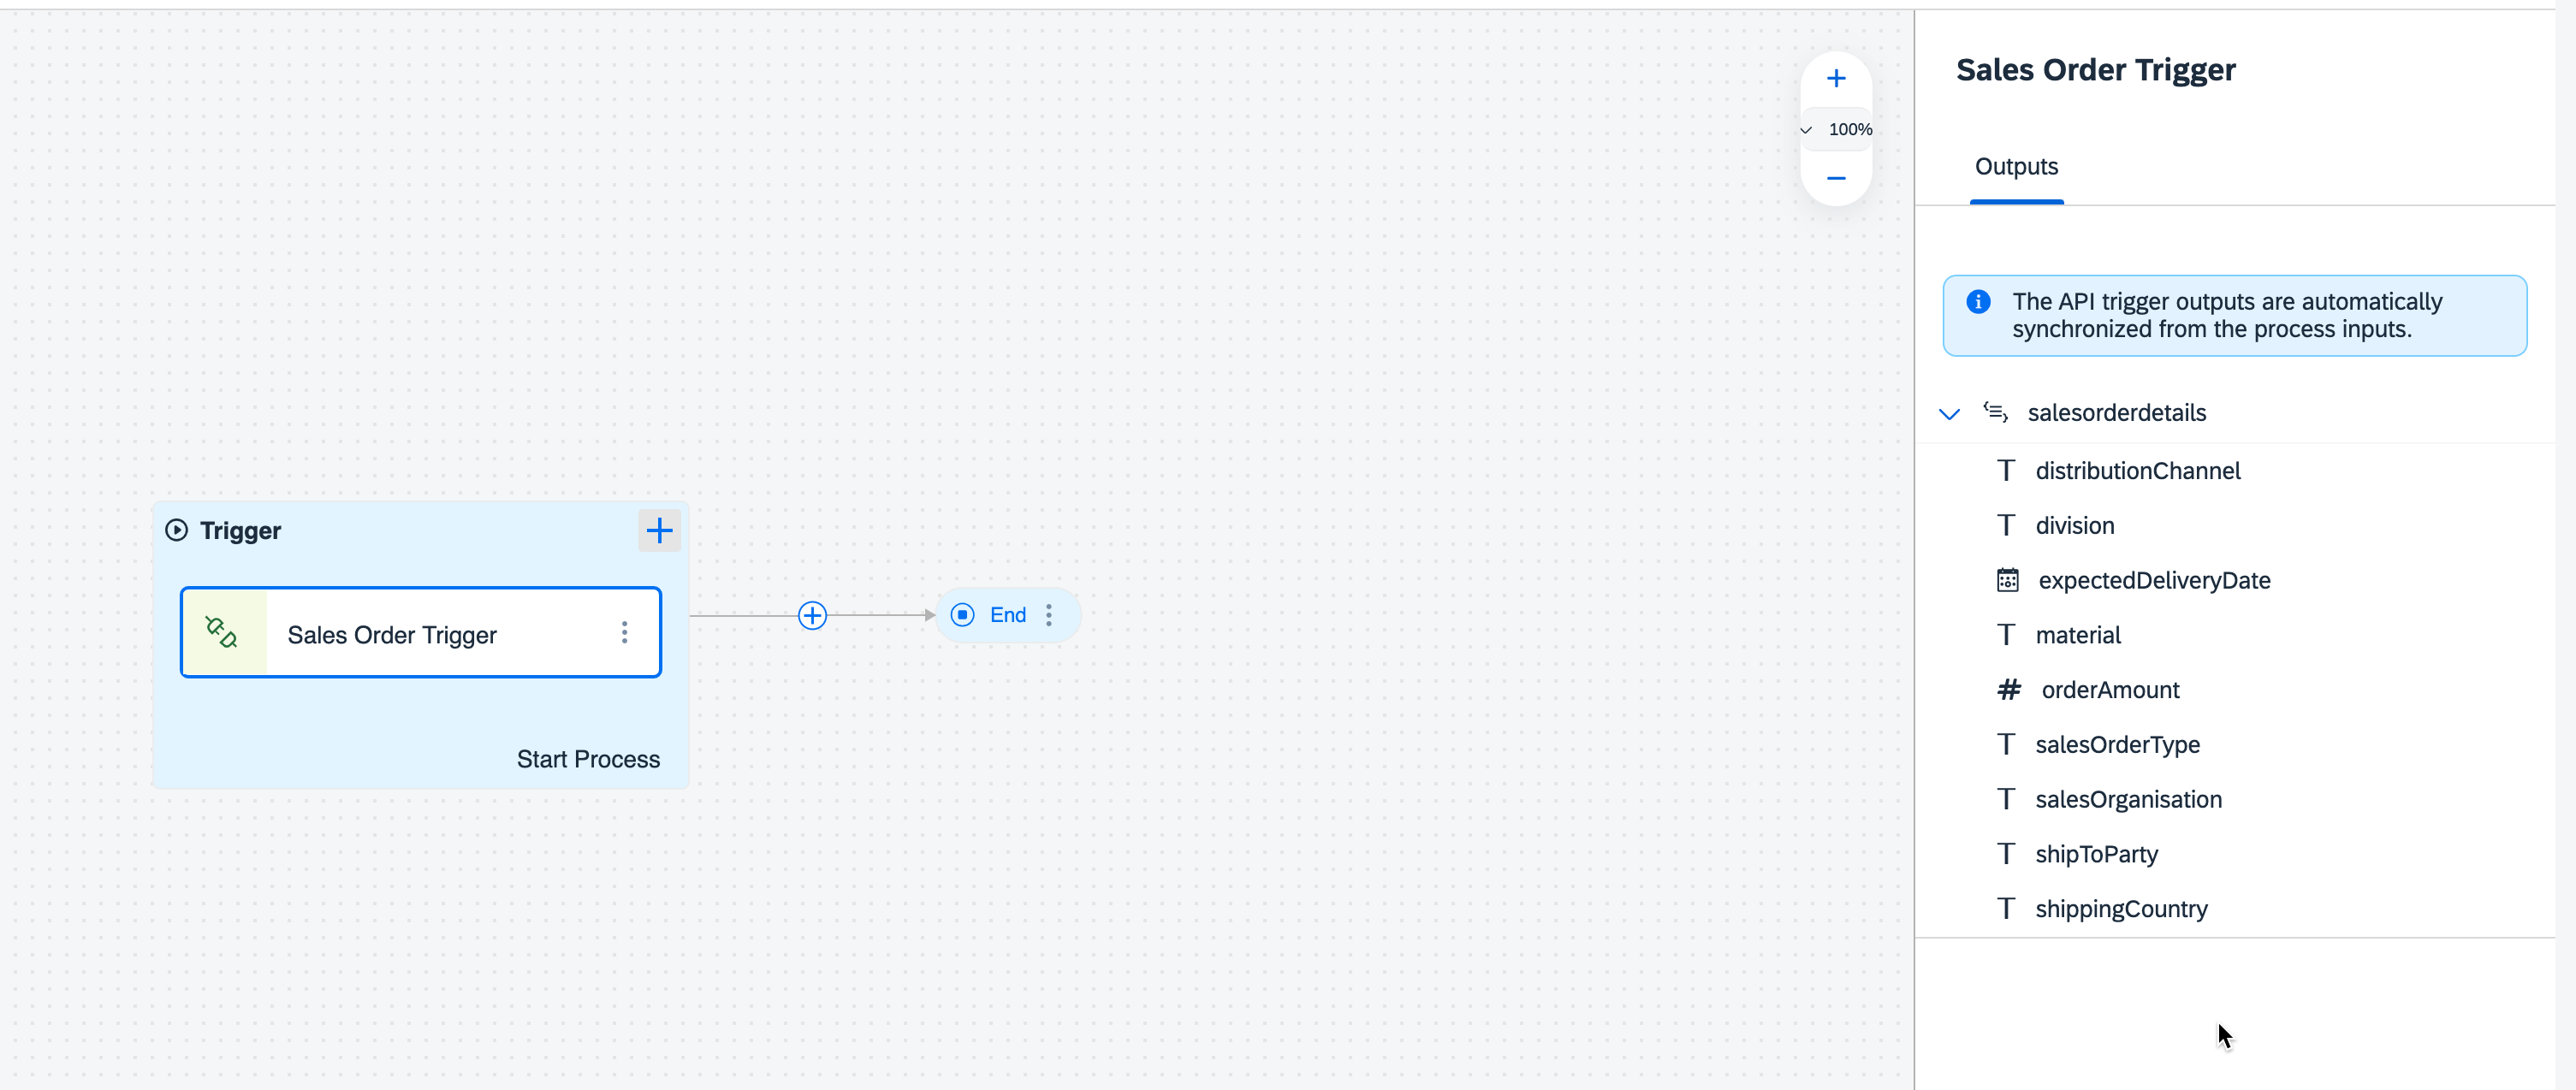 100%
Trigger
Sales Order Trigger
Start Process
End
Sales Order Trigger
Outputs
The API trigger outputs are automatically
synchronized from the process inputs.
salesorderdetails
distributionChannel
division
expectedDeliveryDate
material
orderAmount
salesOrderType
salesOrganisation
shipToParty
shippingCountry